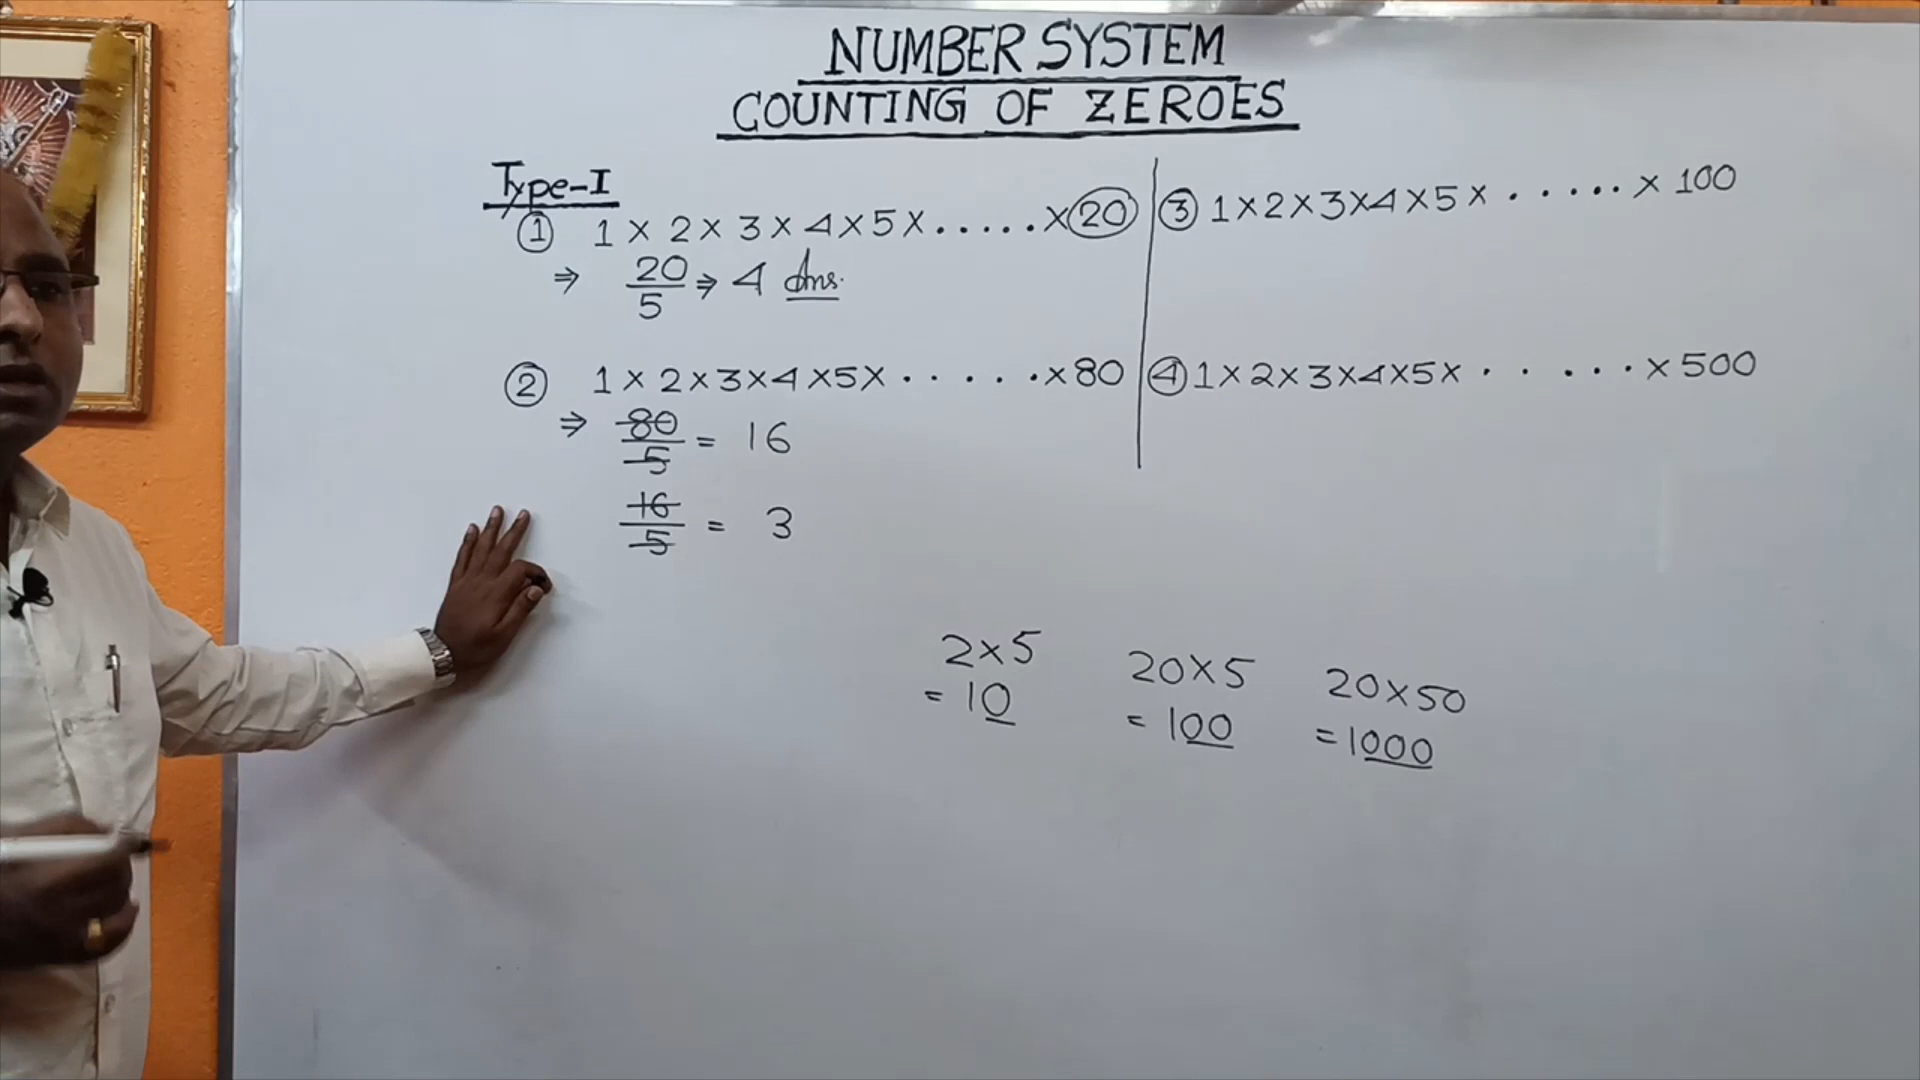 NUMBER SYSTEM
COUNTING OF ZEROES
Type-I
① 1 × 2 × 3 × 4 × 5 × ..... × 20
⇒ 20/5 ⇒ 4 Ans.
② 1 × 2 × 3 × 4 × 5 × ..... × 80
⇒ 80/5 = 16
16/5 = 3
③ 1 × 2 × 3 × 4 × 5 × ..... × 100
④ 1 × 2 × 3 × 4 × 5 × ..... × 500
2 × 5
= 10
20 × 5
= 100
20 × 50
= 1000